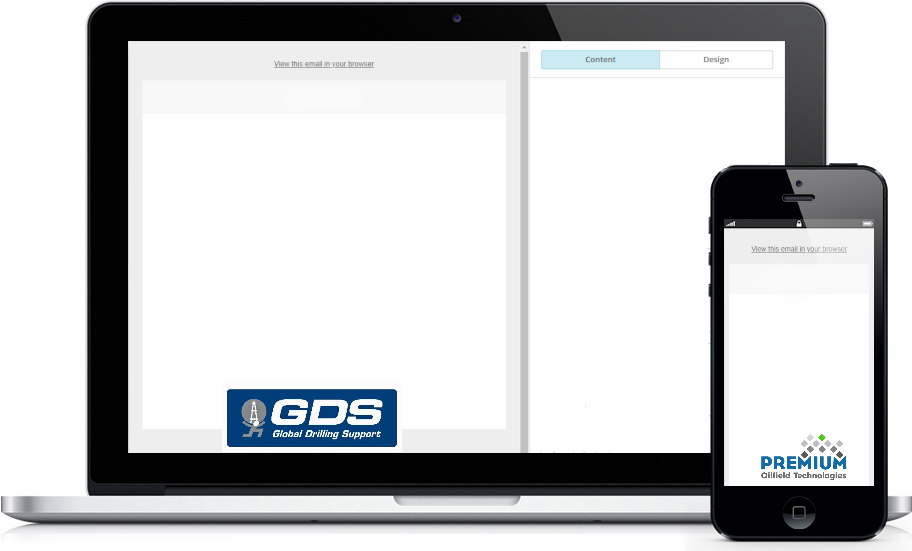 View this email in your browser
Content
Design
View this email in your browser
GDS
Global Drilling Support
PREMIUM
Oilfield Technologies